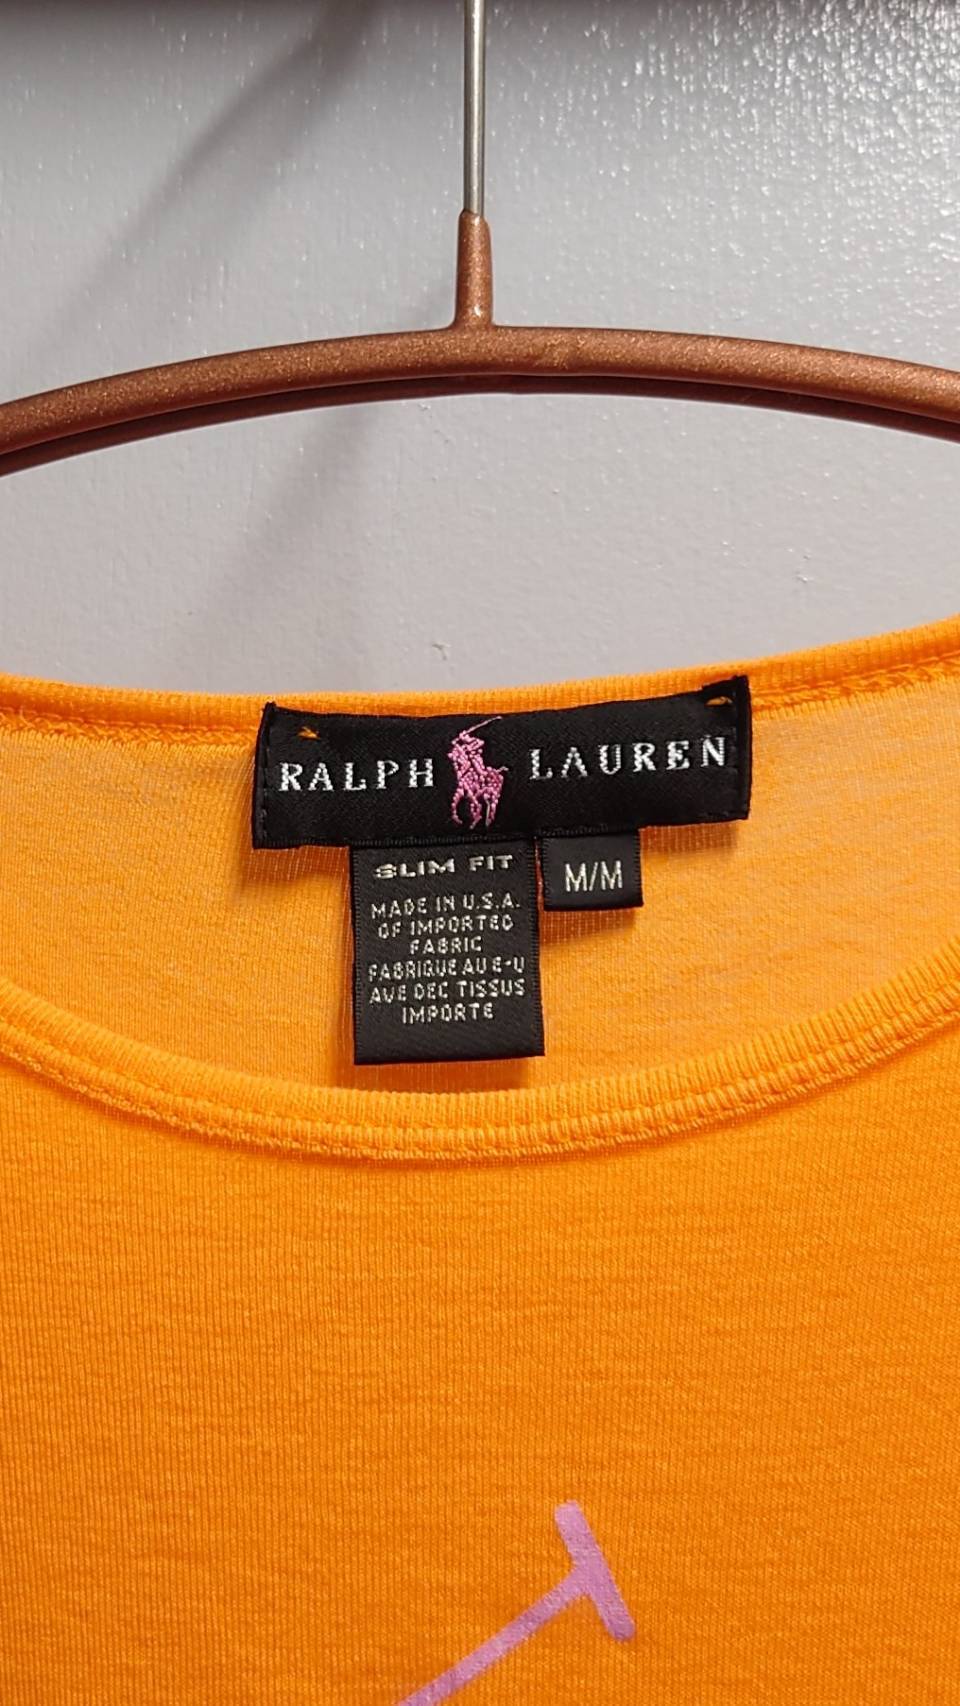 RALPH LAUREN
SLIM FIT
M/M
MADE IN U.S.A.
OF IMPORTED
FABRIC
FABRIQUE AU E-U
AVE DEC TISSUS
IMPORTE